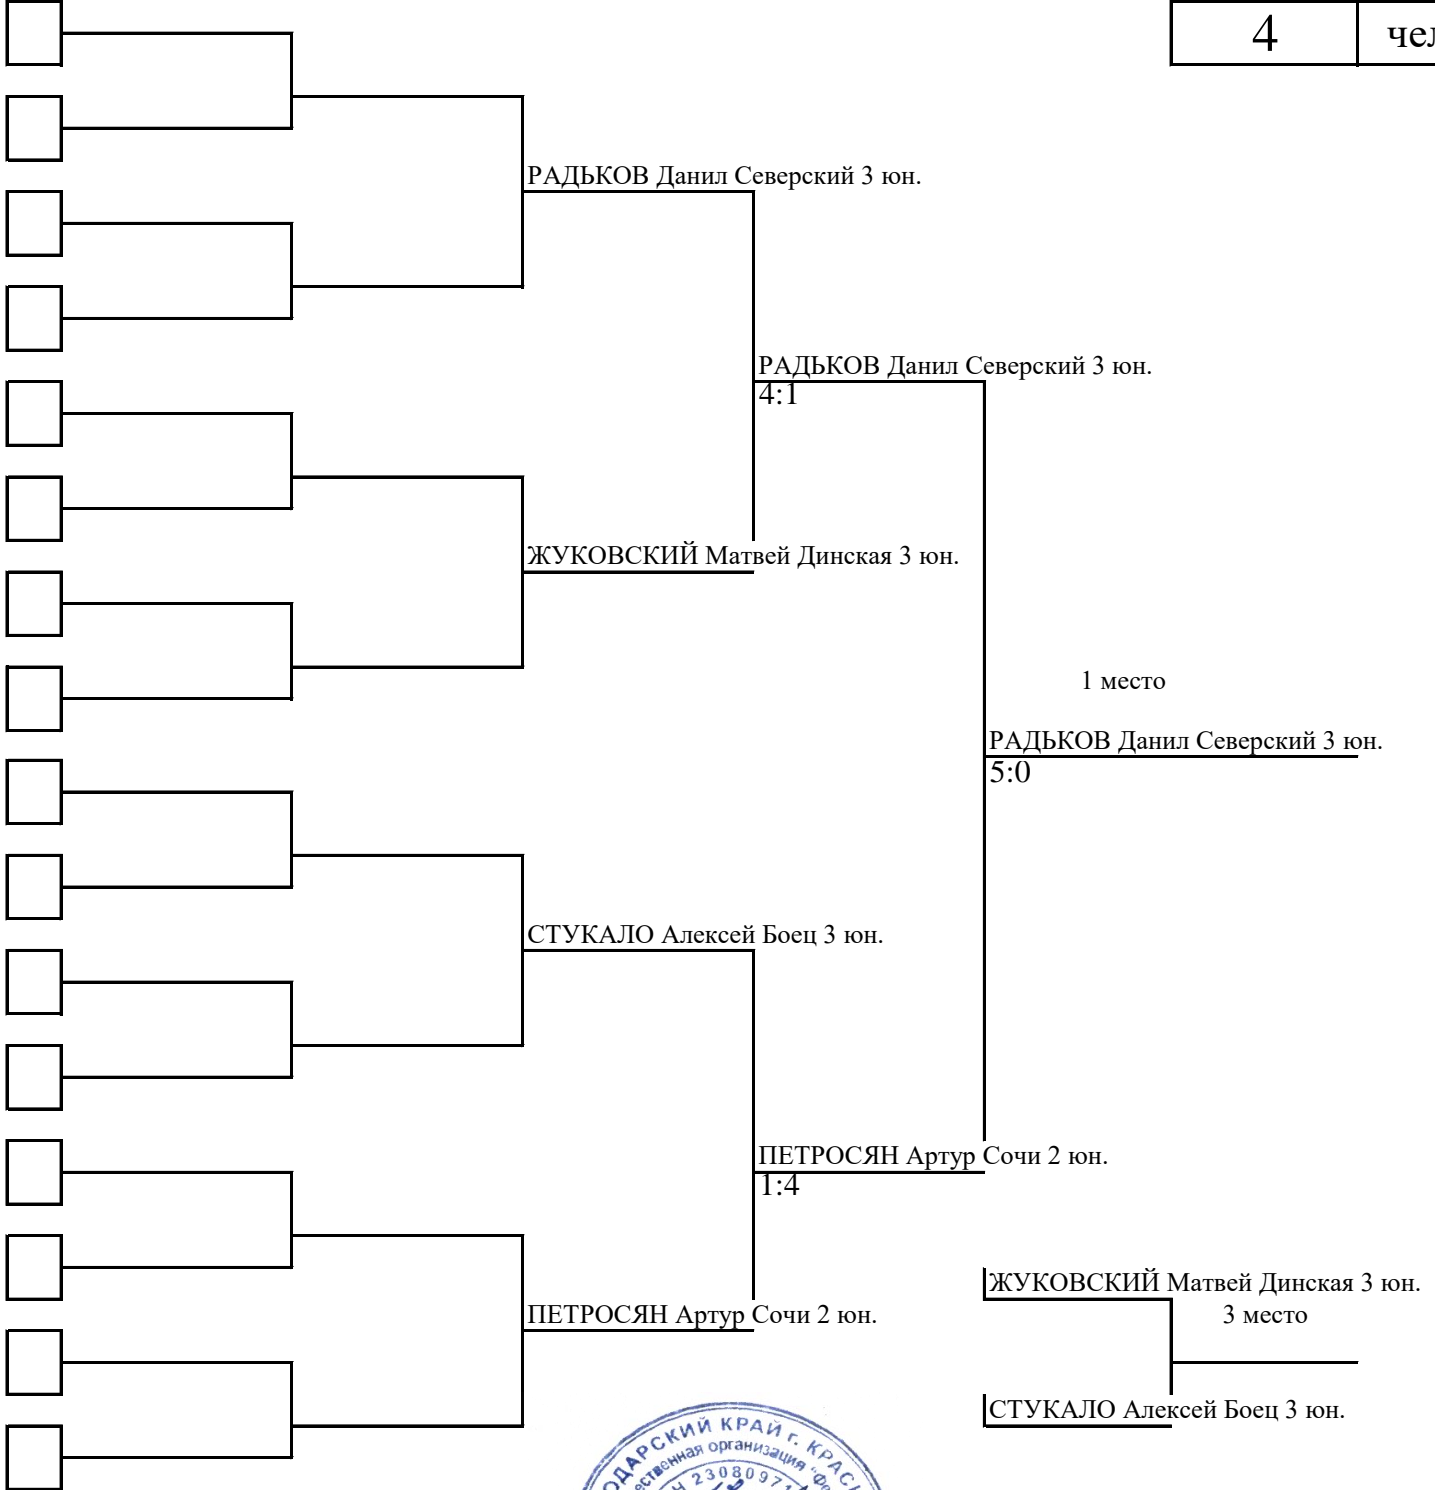 4
РАДЬКОВ Данил Северский 3 юн.
РАДЬКОВ Данил Северский 3 юн.
4:1
ЖУКОВСКИЙ Матвей Динская 3 юн.
1 место
РАДЬКОВ Данил Северский 3 юн.
5:0
СТУКАЛО Алексей Боец 3 юн.
ПЕТРОСЯН Артур Сочи 2 юн.
1:4
ЖУКОВСКИЙ Матвей Динская 3 юн.
ПЕТРОСЯН Артур Сочи 2 юн.
3 место
СТУКАЛО Алексей Боец 3 юн.
КРАЙ г.
организация